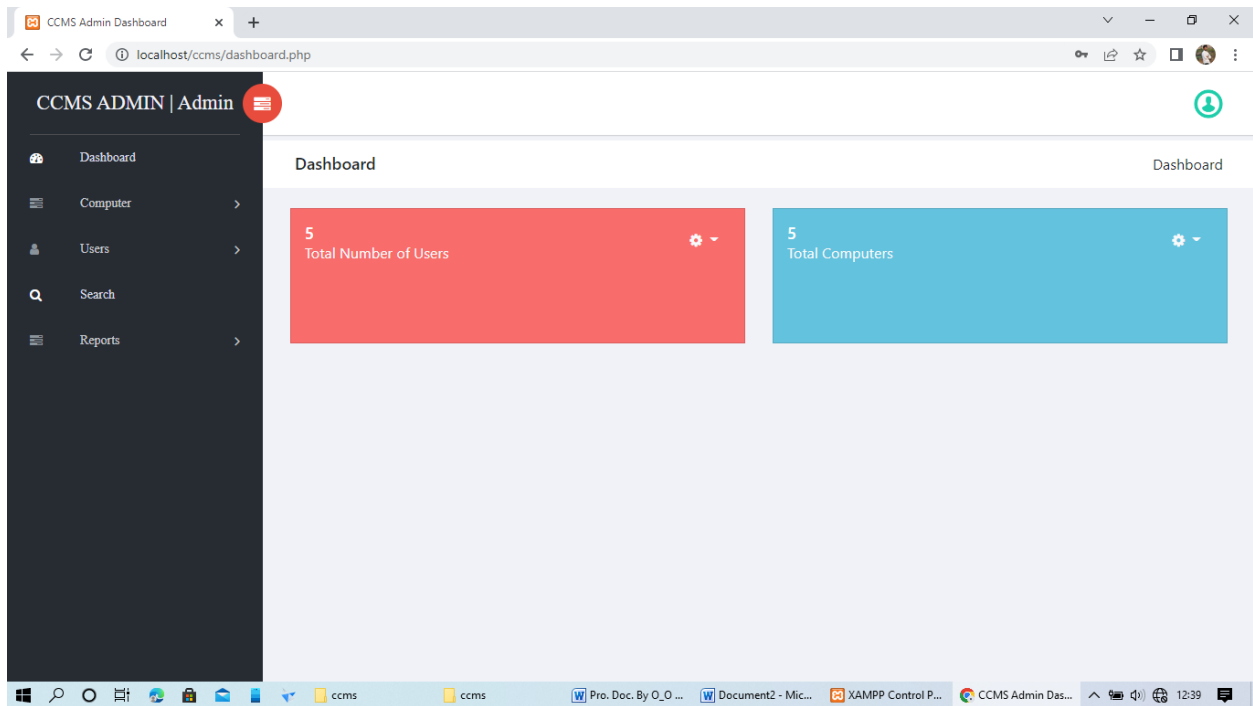 CCMS Admin Dashboard
localhost/ccms/dashboard.php
CCMS ADMIN | Admin
Dashboard
Computer
Users
Search
Reports
Dashboard
Dashboard
5
Total Number of Users
5
Total Computers
ccms
ccms
Pro. Doc. By O_O ...
Document2 - Mic...
XAMPP Control P...
CCMS Admin Das...
12:39